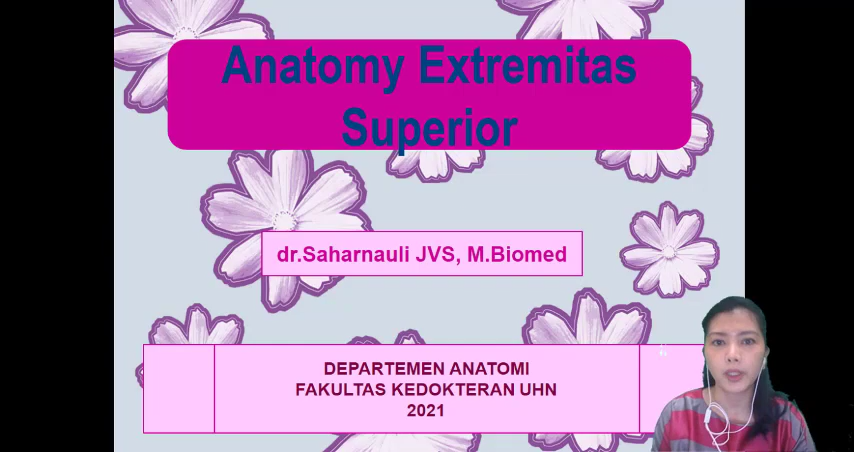 Anatomy Extremitas
Superior
dr.Saharnauli JVS, M.Biomed
DEPARTEMEN ANATOMI
FAKULTAS KEDOKTERAN UHN
2021